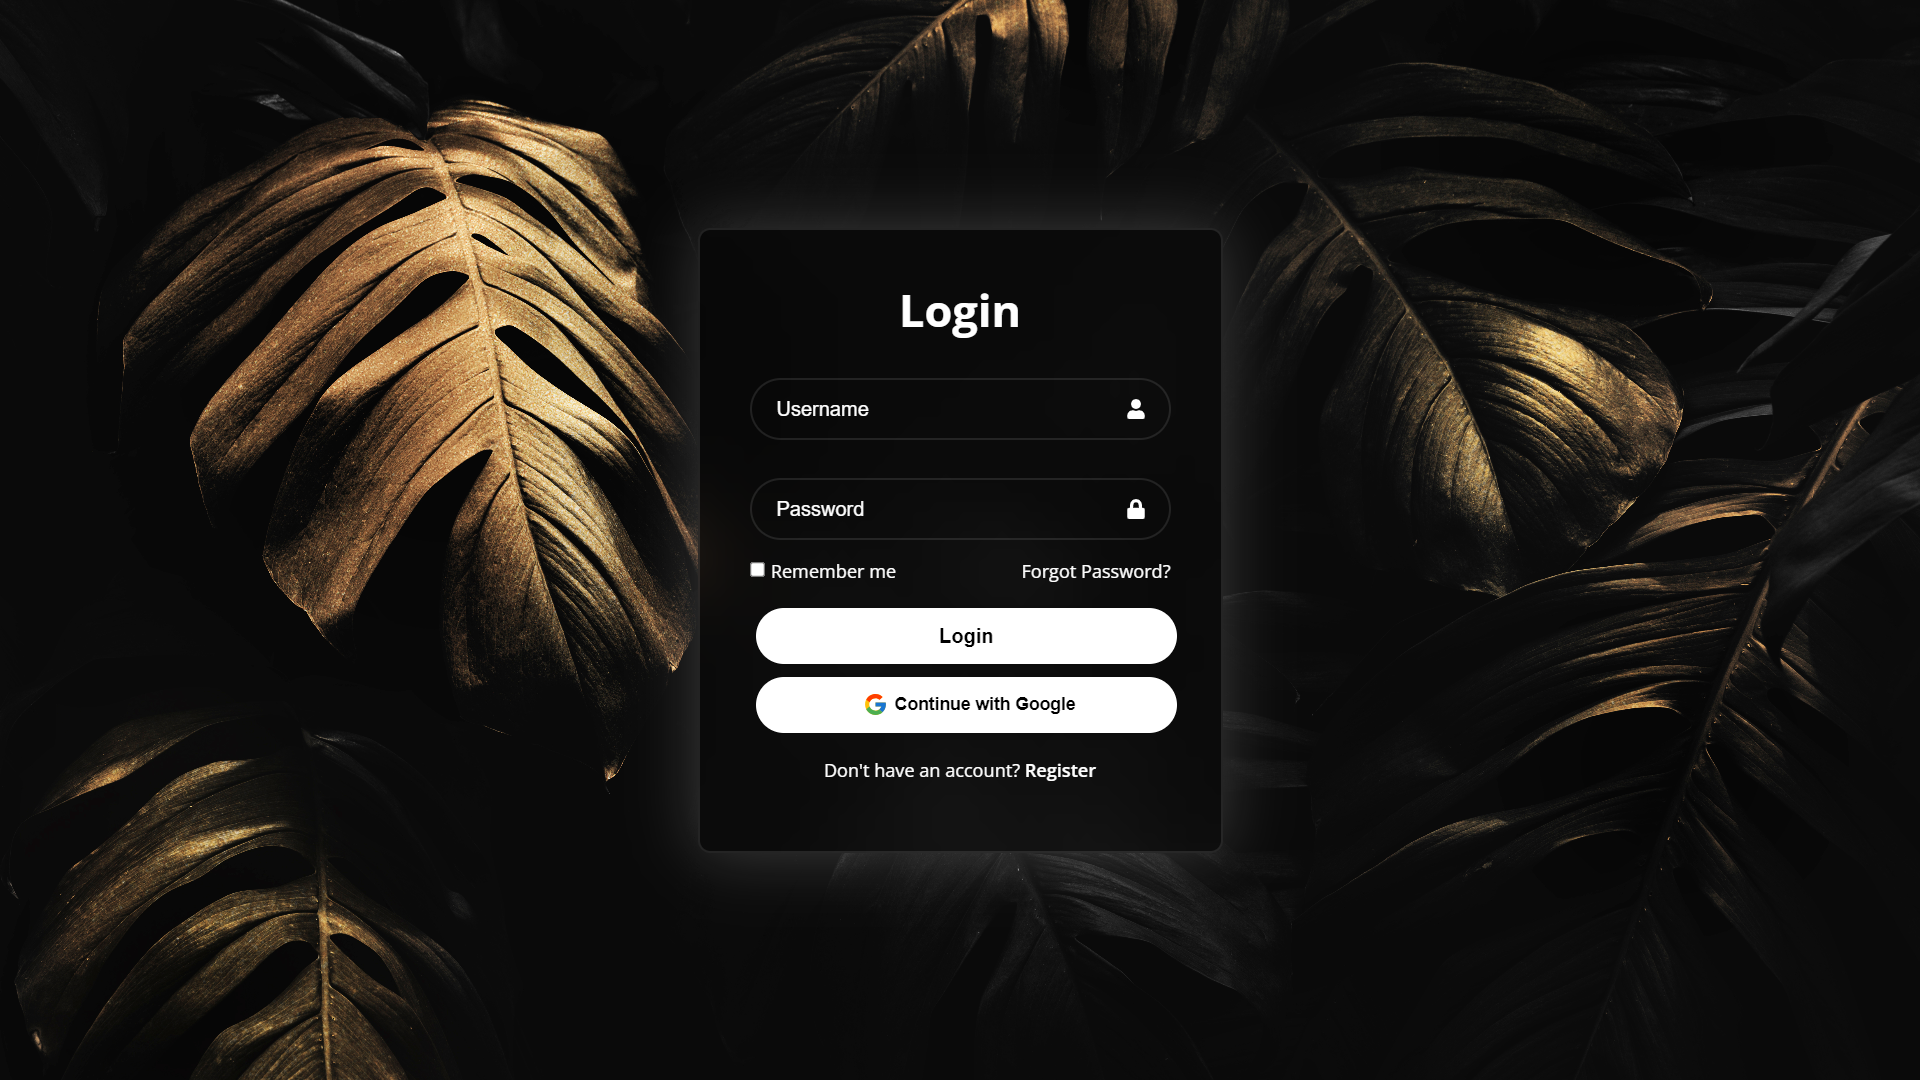 Login
Username
Password
Remember me Forgot Password?
Login
Continue with Google
Don't have an account? Register